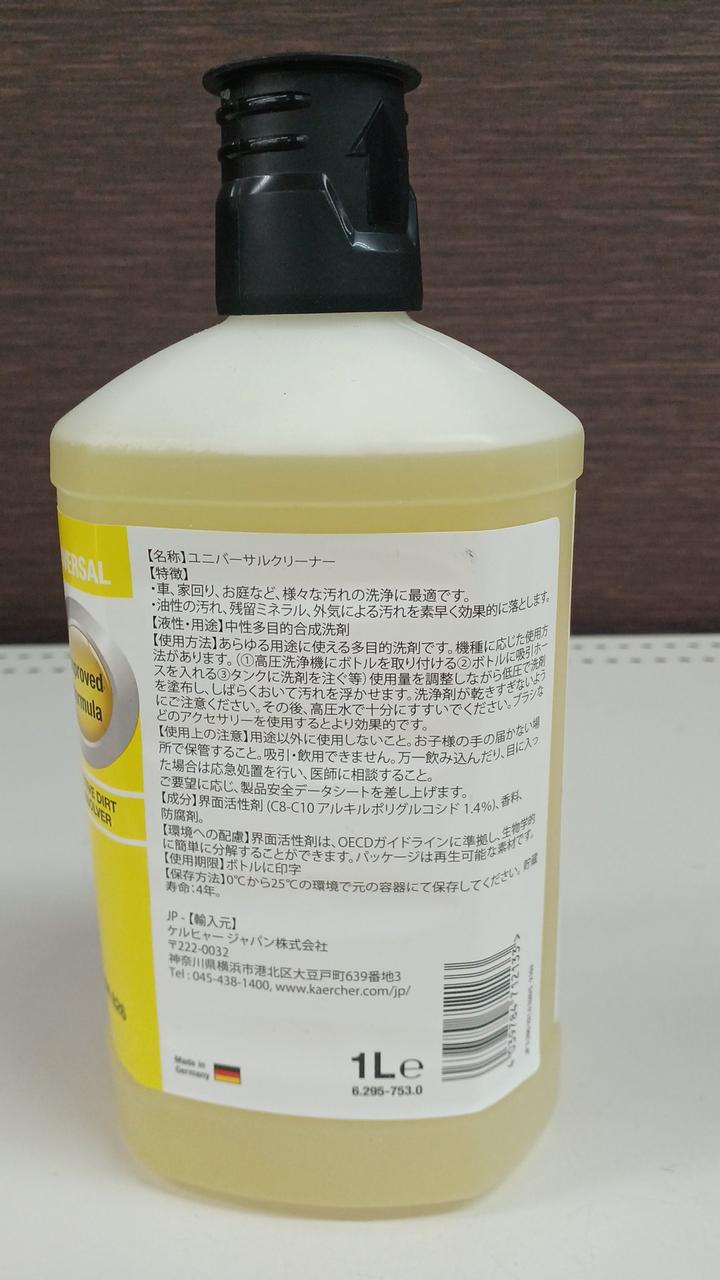 VERSAL
proved
rmula
VE DIRT
OLVER
【名称】ユニバーサルクリーナー
【特徴】
・車、家回り、お庭など、様々な汚れの洗浄に最適です。
・油性の汚れ、残留ミネラル、外気による汚れを素早く効果的に落とします。
【液性・用途】中性多目的合成洗剤
【使用方法】あらゆる用途に使える多目的洗剤です。機種に応じた使用方
法があります。(①高圧洗浄機にボトルを取り付ける②ボトルに吸引ホー
スを入れる③タンクに洗剤を注ぐ等)使用量を調整しながら低圧で洗剤
を塗布し、しばらくおいて汚れを浮かせます。洗浄剤が乾きすぎないよう
にご注意ください。その後、高圧水で十分にすすいでください。ブラシな
どのアクセサリーを使用するとより効果的です。
【使用上の注意】用途以外に使用しないこと。お子様の手の届かない場
所で保管すること。吸引・飲用できません。万一飲み込んだり、目に入っ
た場合は応急処置を行い、医師に相談すること。
ご要望に応じ、製品安全データシートを差し上げます。
【成分】界面活性剤 (C8-C10 アルキルポリグルコシド 1.4%)、香料、
防腐剤。
【環境への配慮】界面活性剤は、OECDガイドラインに準拠し、生物学的
に簡単に分解することができます。パッケージは再生可能な素材です。
【使用期限】ボトルに印字
【保存方法】0℃から25℃の環境で元の容器にて保存してください。貯蔵
寿命:4年。
JP -【輸入元】
ケルヒャー ジャパン株式会社
〒222-0032
神奈川県横浜市港北区大豆戸町639番地3
Tel : 045-438-1400, www.kaercher.com/jp/
Made in
Germany
1L e
6.295-753.0
4 039784 712133 >